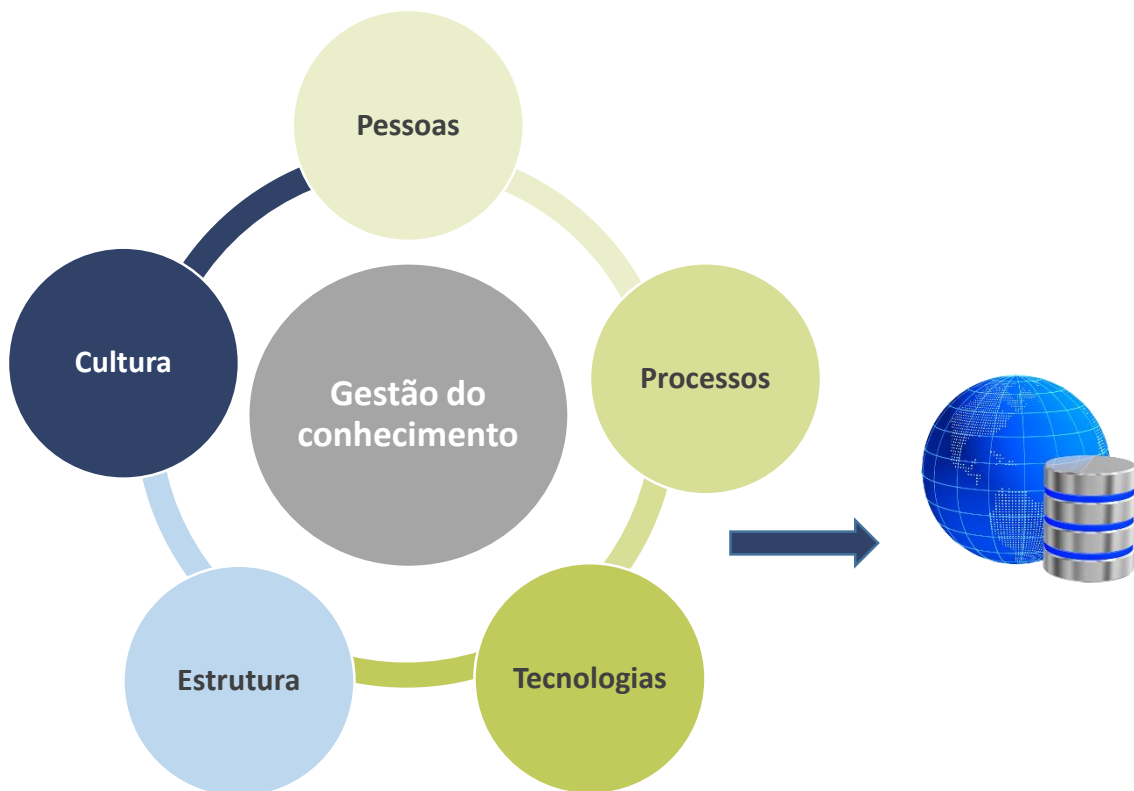 Pessoas
Cultura
Processos
Gestão do
conhecimento
Estrutura
Tecnologias